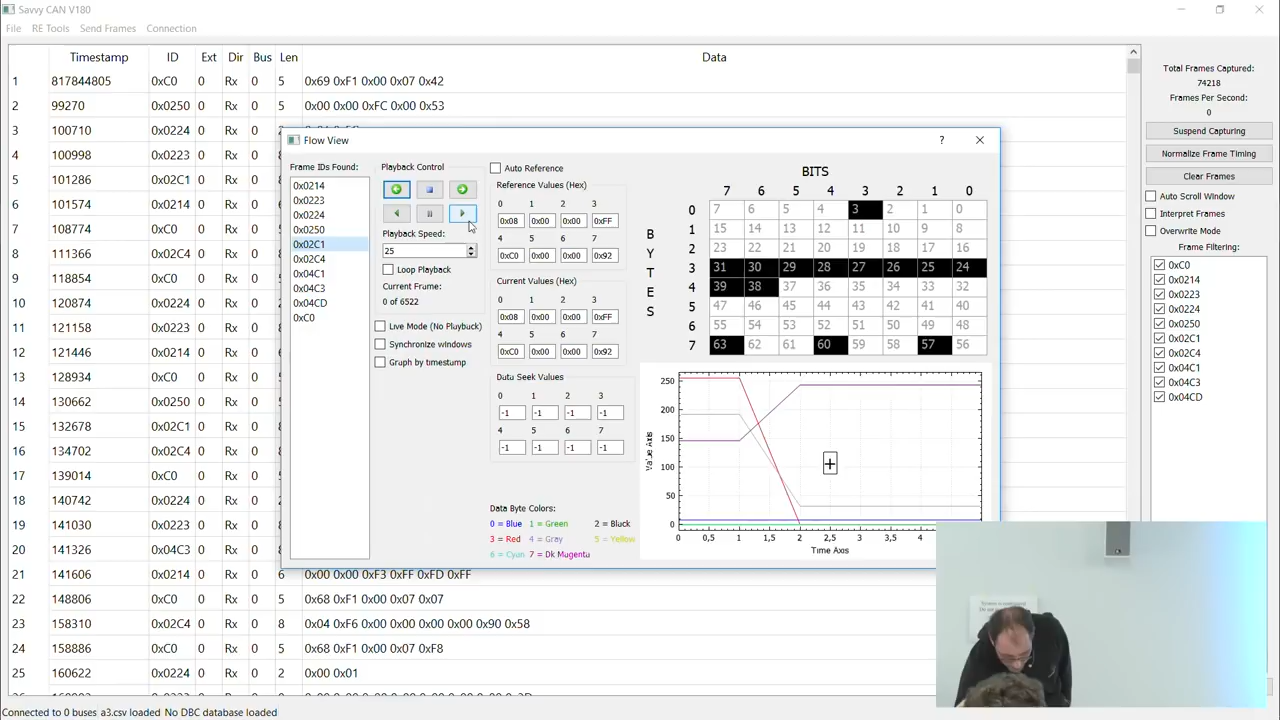 Savvy CAN V180
File RE Tools Send Frames Connection
Timestamp ID Ext Dir Bus Len Data
1 817844805 0xC0 0 Rx 0 5 0x69 0xF1 0x00 0x07 0x42
2 99270 0x0250 0 Rx 0 5 0x00 0x00 0xFC 0x00 0x53
3 100710 0x0224 0 Rx 0
4 100998 0x0223 0 Rx 0
5 101286 0x02C1 0 Rx 0
6 101574 0x0214 0 Rx 0
7 108774 0x0224 0 Rx 0
8 111366 0x02C4 0 Rx 0
9 118854 0xC0 0 Rx 0
10 120874 0x0224 0 Rx 0
11 121158 0x0223 0 Rx 0
12 121446 0x0214 0 Rx 0
13 128934 0xC0 0 Rx 0
14 130662 0x0250 0 Rx 0
15 132678 0x02C1 0 Rx 0
16 134702 0x02C4 0 Rx 0
17 139014 0xC0 0 Rx 0
18 140742 0x0224 0 Rx 0
19 141030 0x0223 0 Rx 0
20 141326 0x04C3 0 Rx 0
21 141606 0x0214 0 Rx 0 6 0x00 0x00 0xF3 0xFF 0xFD 0xFF
22 148806 0xC0 0 Rx 0 5 0x68 0xF1 0x00 0x07 0x07
23 158310 0x02C4 0 Rx 0 8 0x04 0xF6 0x00 0x00 0x00 0x00 0x90 0x58
24 158886 0xC0 0 Rx 0 5 0x68 0xF1 0x00 0x07 0xF8
25 160622 0x0224 0 Rx 0 2 0x00 0x01
Connected to 0 buses a3.csv loaded No DBC database loaded
Flow View
Frame IDs Found:
0x0214
0x0223
0x0224
0x0250
0x02C1
0x02C4
0x04C1
0x04C3
0x04CD
0xC0
Playback Control
Playback Speed:
25
Loop Playback
Current Frame:
0 of 6522
Live Mode (No Playback)
Synchronize windows
Graph by timestamp
Auto Reference
Reference Values (Hex)
0 1 2 3
0x08 0x00 0x00 0xFF
4 5 6 7
0xC0 0x00 0x00 0x92
Current Values (Hex)
0 1 2 3
0x08 0x00 0x00 0xFF
4 5 6 7
0xC0 0x00 0x00 0x92
Data Seek Values
0 1 2 3
-1 -1 -1 -1
4 5 6 7
-1 -1 -1 -1
Data Byte Colors:
0 = Blue 1 = Green 2 = Black
3 = Red 4 = Gray 5 = Yellow
6 = Cyan 7 = Dk Magenta
BITS
7 6 5 4 3 2 1 0
BYTES
0 7 6 5 4 3 2 1 0
1 15 14 13 12 11 10 9 8
2 23 22 21 20 19 18 17 16
3 31 30 29 28 27 26 25 24
4 39 38 37 36 35 34 33 32
5 47 46 45 44 43 42 41 40
6 55 54 53 52 51 50 49 48
7 63 62 61 60 59 58 57 56
Value Axis
250
200
150
100
50
0
0 0,5 1 1,5 2 2,5 3 3,5 4
Time Axis
Total Frames Captured:
74218
Frames Per Second:
0
Suspend Capturing
Normalize Frame Timing
Clear Frames
Auto Scroll Window
Interpret Frames
Overwrite Mode
Frame Filtering:
0xC0
0x0214
0x0223
0x0224
0x0250
0x02C1
0x02C4
0x04C1
0x04C3
0x04CD